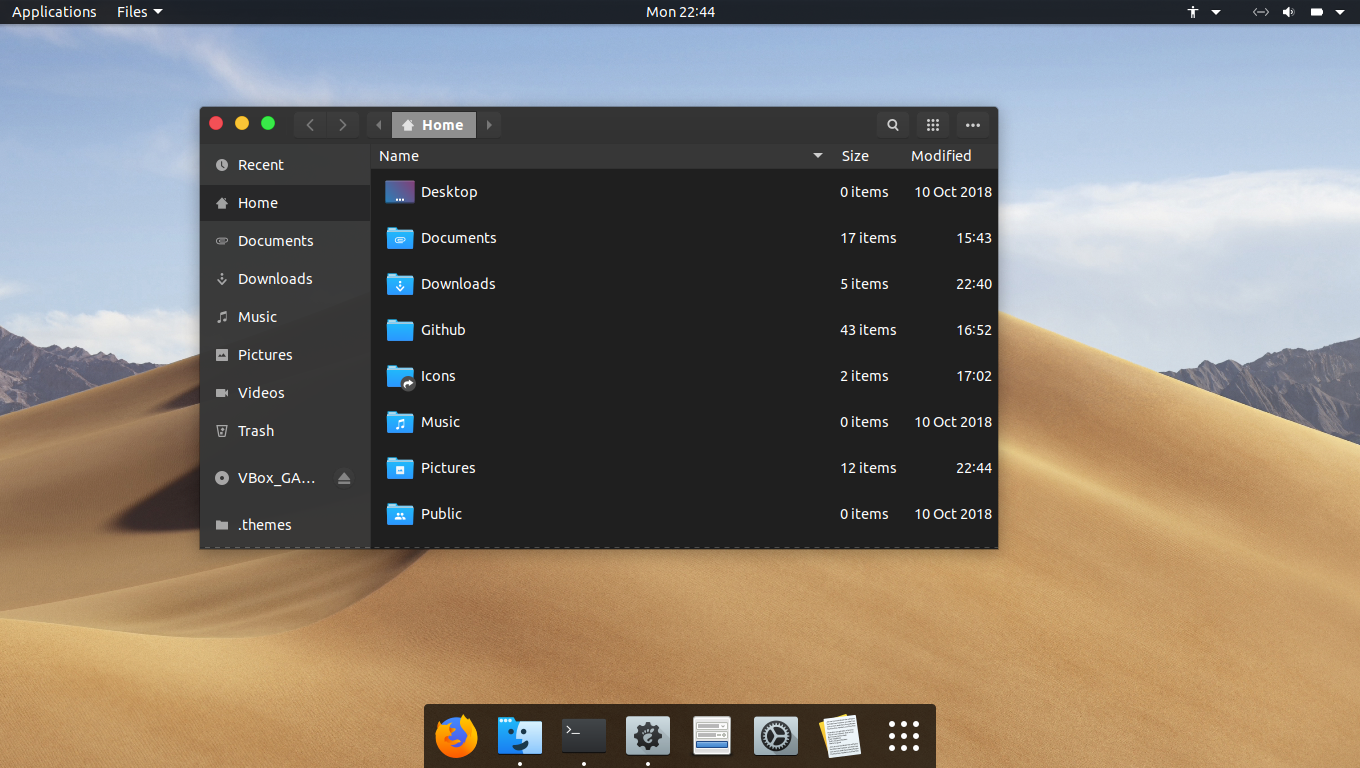 Applications Files Mon 22:44
Home
Recent
Home
Documents
Downloads
Music
Pictures
Videos
Trash
VBox_GA...
.themes
Name Size Modified
Desktop 0 items 10 Oct 2018
Documents 17 items 15:43
Downloads 5 items 22:40
Github 43 items 16:52
Icons 2 items 17:02
Music 0 items 10 Oct 2018
Pictures 12 items 22:44
Public 0 items 10 Oct 2018
>_